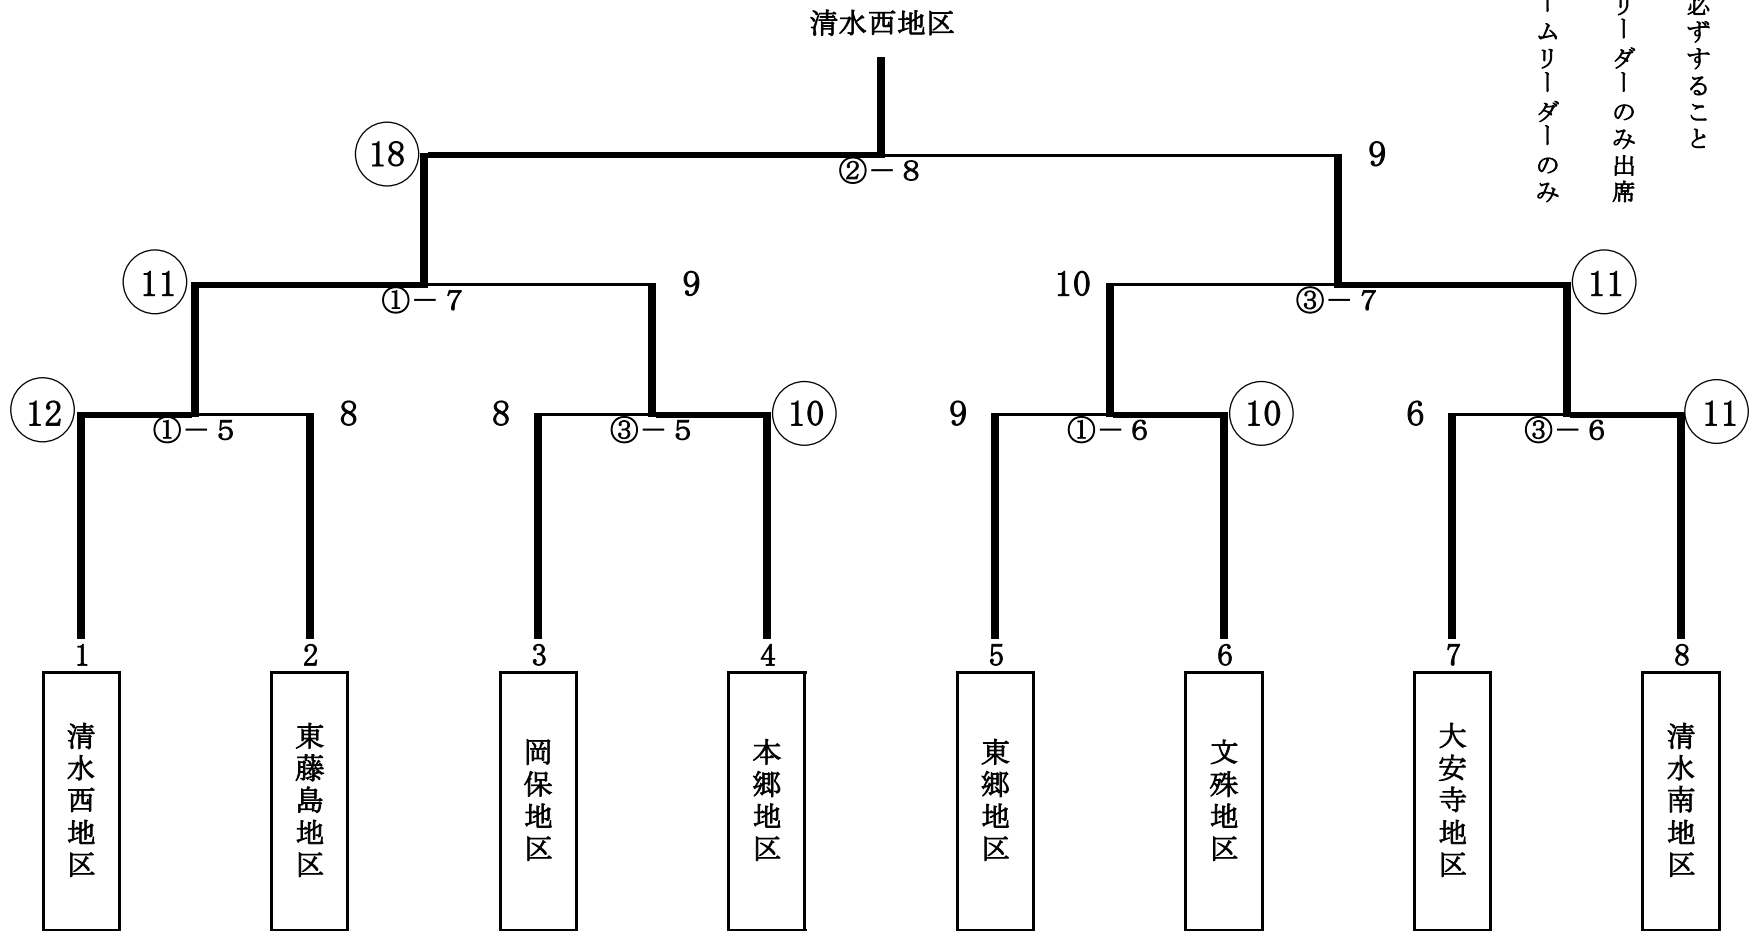 清水西地区
必ずすること
リーダーのみ出席
ームリーダーのみ
18
②－8
9
11
①－7
9
10
③－7
11
12
①－5
8
8
③－5
10
9
①－6
10
6
③－6
11
1
2
3
4
5
6
7
8
清水西地区
東藤島地区
岡保地区
本郷地区
東郷地区
文殊地区
大安寺地区
清水南地区